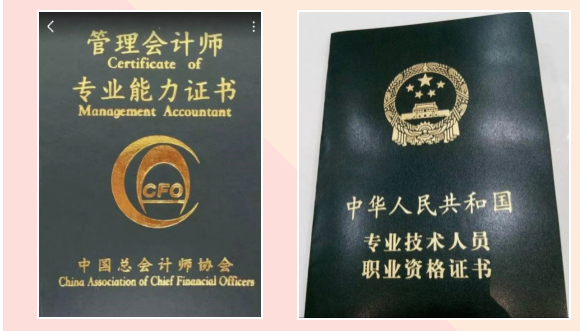 管理会计师
Certificate of
专业能力证书
Management Accountant
CFO
中国总会计师协会
China Association of Chief Financial Officers
中华人民共和国
专业技术人员
职业资格证书